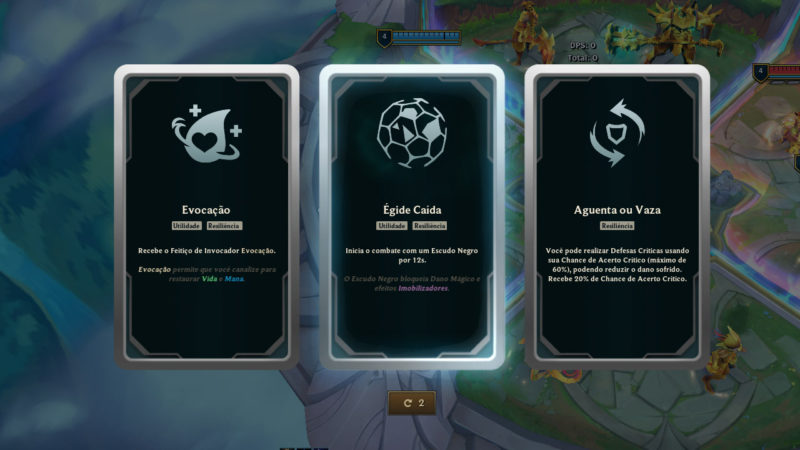 4
DPS: 0
Total: 0
4
Evocação
Utilidade Resiliência
Recebe o Feitiço de Invocador Evocação.
Evocação permite que você canalize para
restaurar Vida e Mana.
Égide Caída
Utilidade Resiliência
Inicia o combate com um Escudo Negro
por 12s.
O Escudo Negro bloqueia Dano Mágico e
efeitos Imobilizadores.
Aguenta ou Vaza
Resiliência
Você pode realizar Defesas Críticas usando
sua Chance de Acerto Crítico (máximo de
60%), podendo reduzir o dano sofrido.
Recebe 20% de Chance de Acerto Crítico.
2